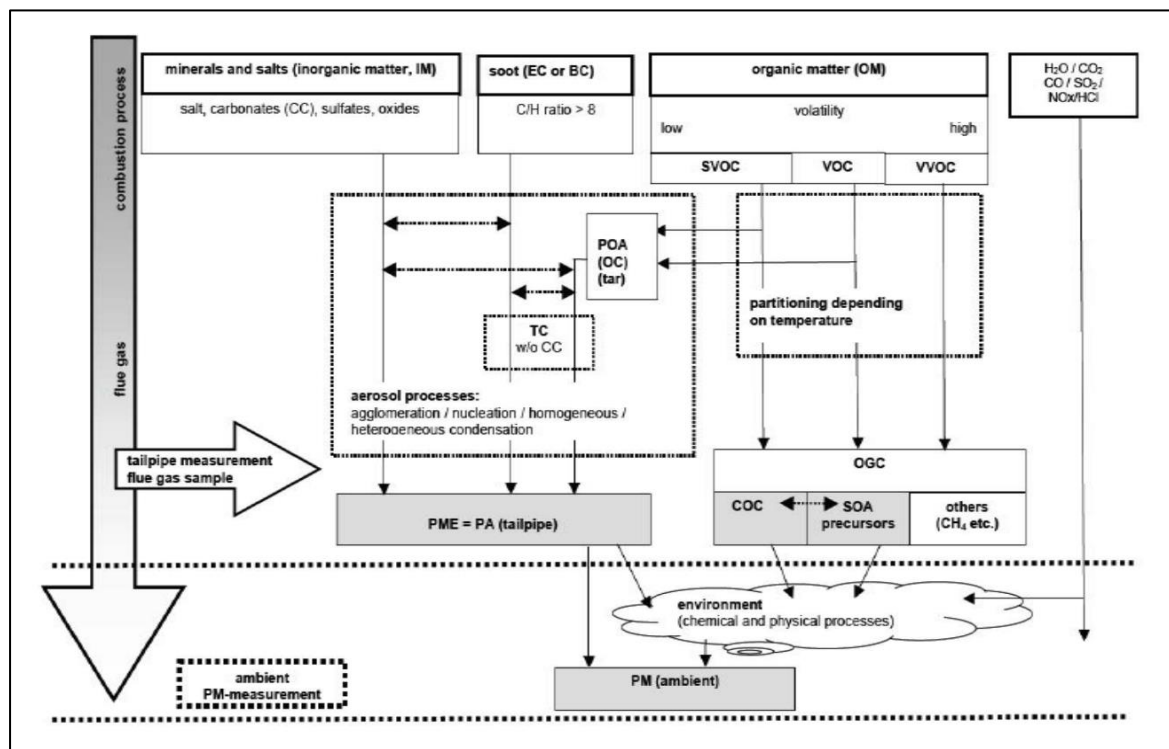 combustion process
flue gas
minerals and salts (inorganic matter, IM)
salt, carbonates (CC), sulfates, oxides
soot (EC or BC)
C/H ratio > 8
organic matter (OM)
volatility
low
high
SVOC
VOC
VVOC
H₂O / CO₂
CO / SO₂ /
NOx/HCl
POA
(OC)
(tar)
TC
w/o CC
partitioning depending
on temperature
aerosol processes:
agglomeration / nucleation / homogeneous /
heterogeneous condensation
tailpipe measurement
flue gas sample
OGC
COC
SOA
precursors
others
(CH₄ etc.)
PME = PA (tailpipe)
environment
(chemical and physical processes)
PM (ambient)
ambient
PM-measurement